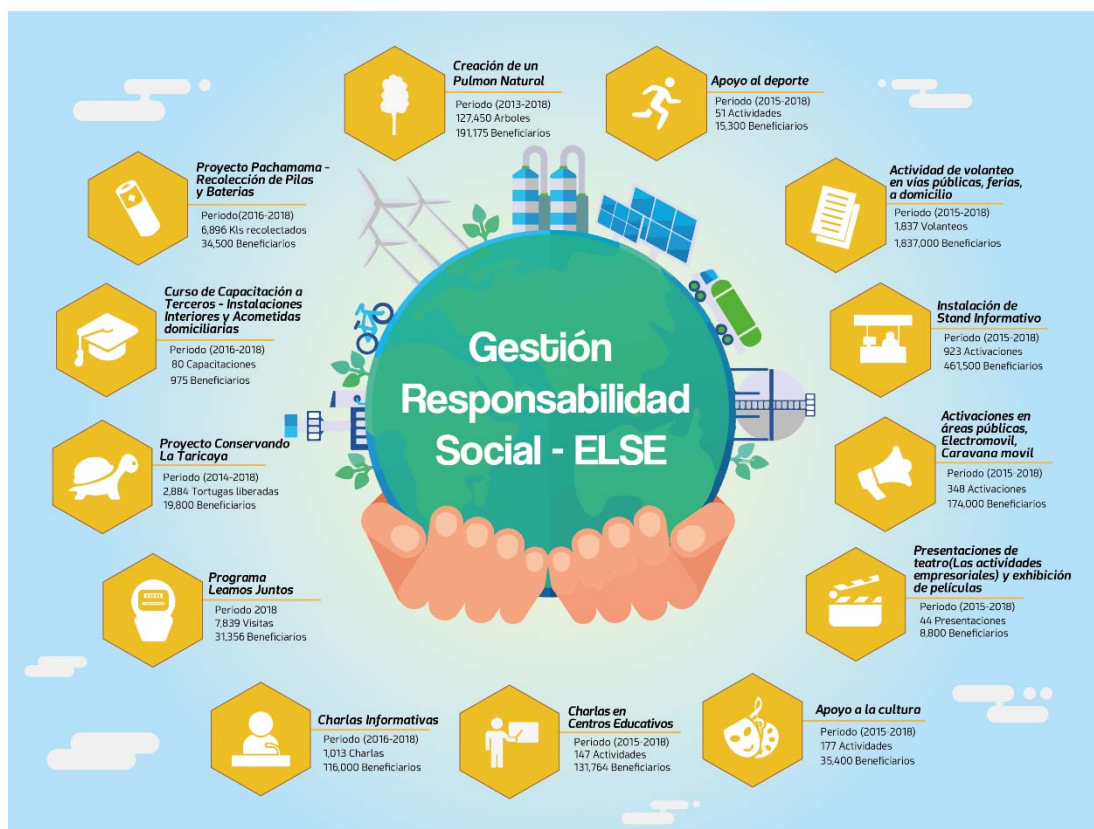 Creación de un
Pulmon Natural
Periodo (2013-2018)
127,450 Arboles
191,175 Beneficiarios
Apoyo al deporte
Periodo (2015-2018)
51 Actividades
15,300 Beneficiarios
Proyecto Pachamama -
Recolección de Pilas
y Baterias
Periodo(2016-2018)
6,896 Kls recolectados
34,500 Beneficiarios
Actividad de volanteo
en vías públicas, ferias,
a domicilio
Periodo (2015-2018)
1,837 Volanteos
1,837,000 Beneficiarios
Curso de Capacitación a
Terceros - Instalaciones
Interiores y Acometidas
domiciliarias
Periodo (2016-2018)
80 Capacitaciones
975 Beneficiarios
Instalación de
Stand Informativo
Periodo (2015-2018)
923 Activaciones
461,500 Beneficiarios
Gestión
Responsabilidad
Social - ELSE
Proyecto Conservando
La Taricaya
Periodo (2014-2018)
2,884 Tortugas liberadas
19,800 Beneficiarios
Activaciones en
áreas públicas,
Electromovil,
Caravana movil
Periodo (2015-2018)
348 Activaciones
174,000 Beneficiarios
Programa
Leamos Juntos
Periodo 2018
7,839 Visitas
31,356 Beneficiarios
Presentaciones de
teatro(Las actividades
empresoriales) y exhibición
de películas
Periodo (2015-2018)
44 Presentaciones
8,800 Beneficiarios
Charlas Informativas
Periodo (2016-2018)
1,013 Charlas
116,000 Beneficiarios
Charlas en
Centros Educativos
Periodo (2015-2018)
147 Actividades
131,764 Beneficiarios
Apoyo a la cultura
Periodo (2015-2018)
177 Actividades
35,400 Beneficiarios